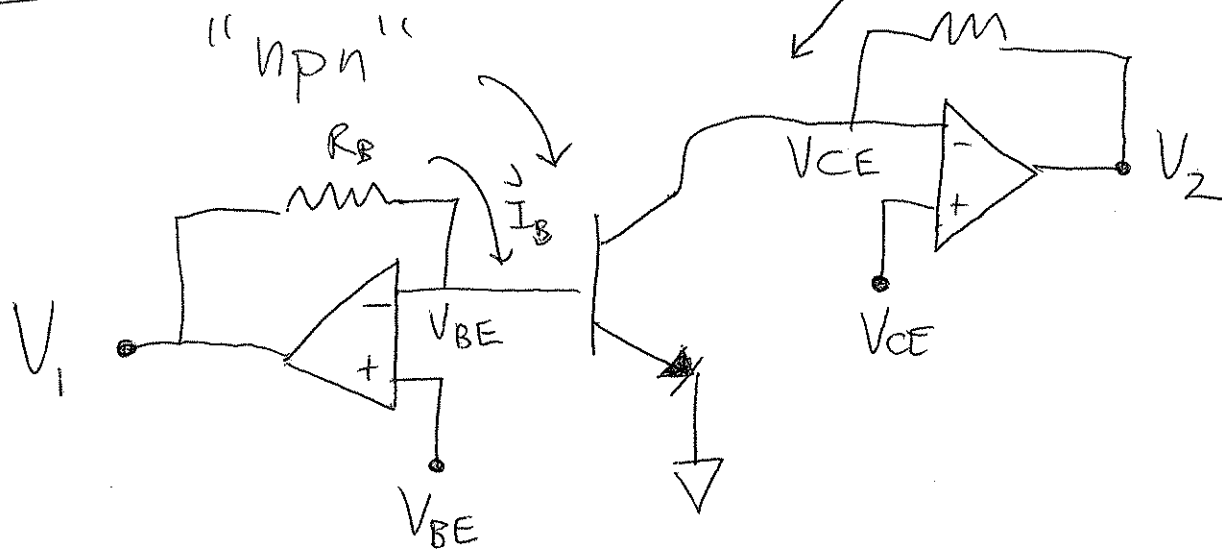 "npn"
R_B
I_B
V_CE
V_2
-
+
V_1
-
+
V_BE
V_CE
V_BE